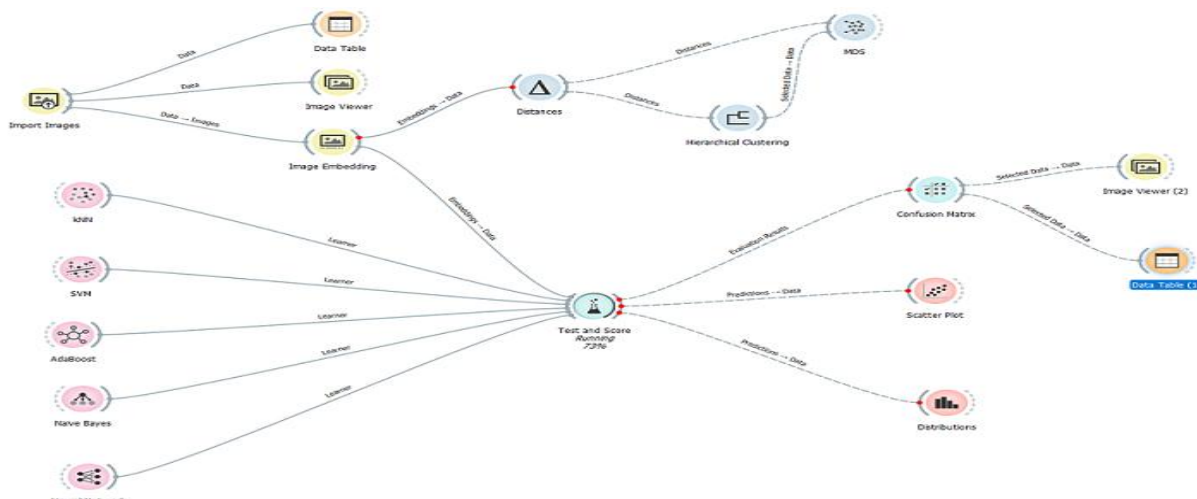 Data
Data Table
Data
Image Viewer
Import Images
Data → Images
Image Embedding
Embeddings → Data
Distances
Distances
Distances
MDS
Selected Data → Data
Hierarchical Clustering
Embeddings → Data
kNN
Learner
SVM
Learner
AdaBoost
Learner
Naive Bayes
Learner
Learner
Test and Score
Running
73%
Evaluation Results
Confusion Matrix
Selected Data → Data
Image Viewer (2)
Selected Data → Data
Data Table (1
Predictions → Data
Scatter Plot
Predictions → Data
Distributions